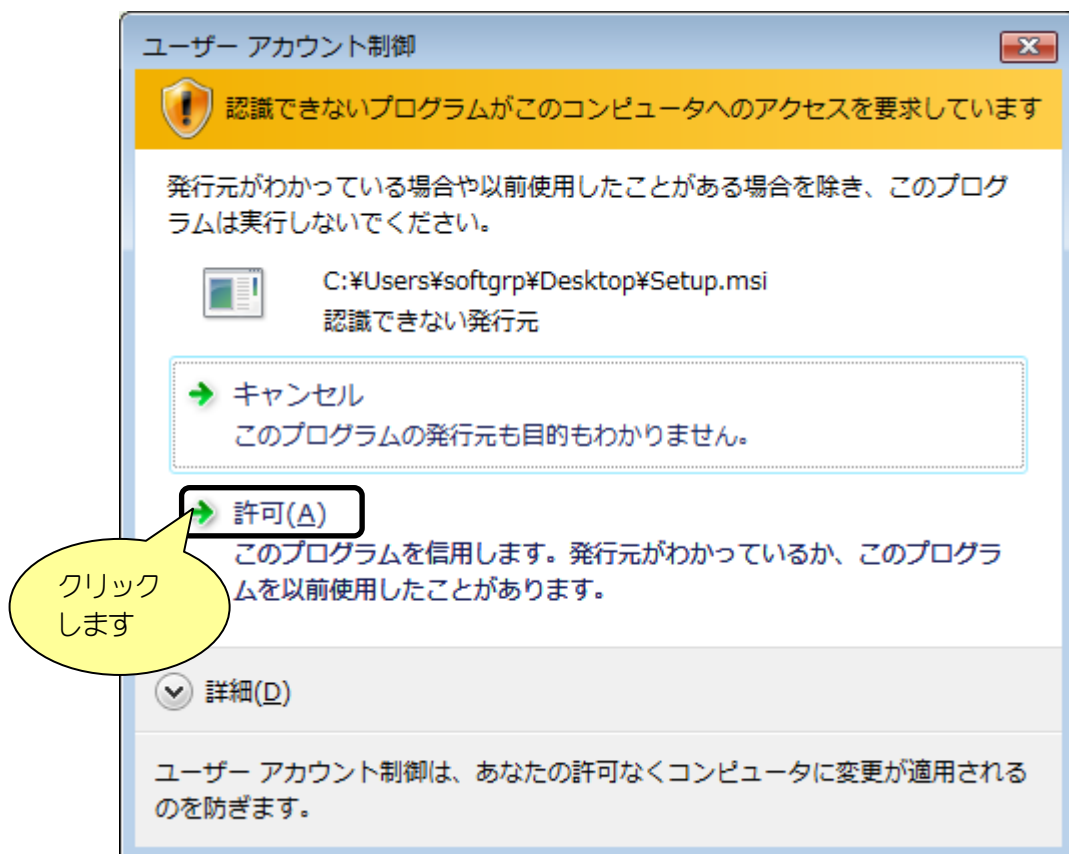 ユーザー アカウント制御
認識できないプログラムがこのコンピュータへのアクセスを要求しています
発行元がわかっている場合や以前使用したことがある場合を除き、このプログ
ラムは実行しないでください。
C:¥Users¥softgrp¥Desktop¥Setup.msi
認識できない発行元
キャンセル
このプログラムの発行元も目的もわかりません。
許可(A)
このプログラムを信用します。発行元がわかっているか、このプログラ
ムを以前使用したことがあります。
クリック
します
詳細(D)
ユーザー アカウント制御は、あなたの許可なくコンピュータに変更が適用される
のを防ぎます。